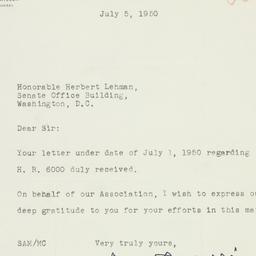 July 5, 1950
Honorable Herbert Lehman,
Senate Office Building,
Washington, D.C.
Dear Sir:
Your letter under date of July 1, 1950 regarding
H. R. 6000 duly received.
On behalf of our Association, I wish to express
deep gratitude to you for your efforts in this
SAM/MC Very truly yours,